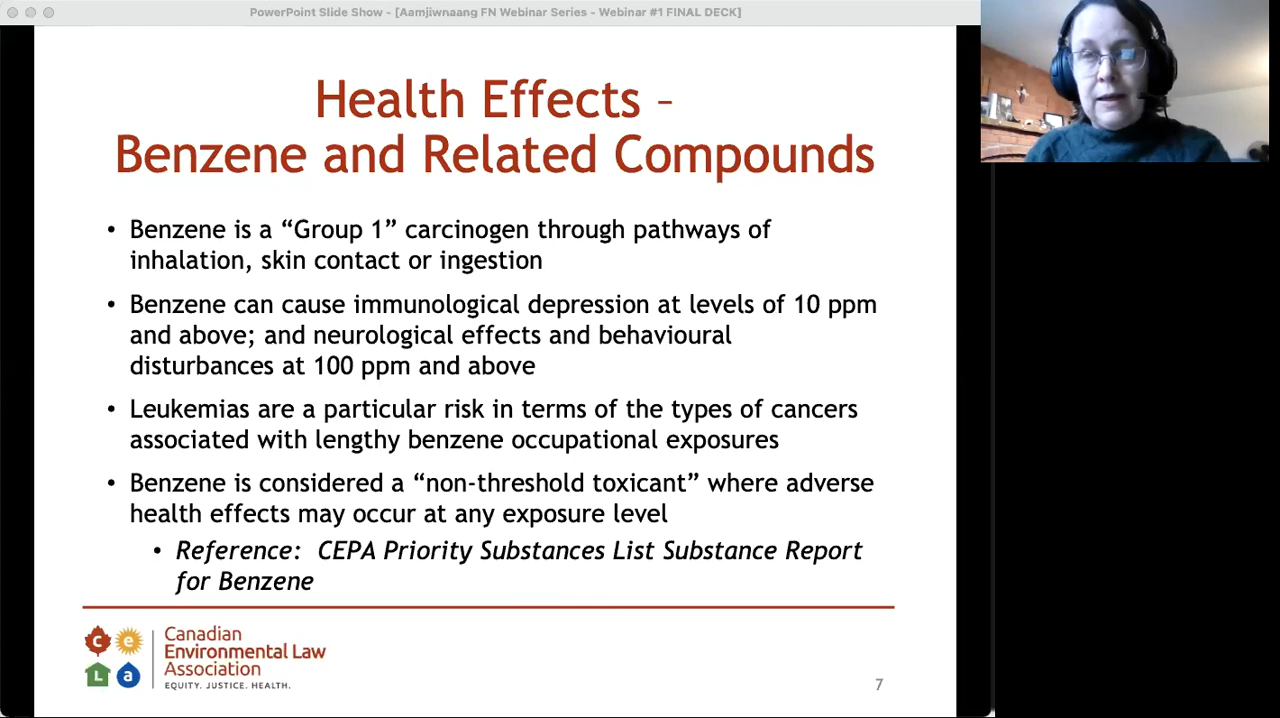 PowerPoint Slide Show - [Aamjiwnaang FN Webinar Series - Webinar #1 FINAL DECK]
Health Effects –
Benzene and Related Compounds
• Benzene is a “Group 1” carcinogen through pathways of
inhalation, skin contact or ingestion
• Benzene can cause immunological depression at levels of 10 ppm
and above; and neurological effects and behavioural
disturbances at 100 ppm and above
• Leukemias are a particular risk in terms of the types of cancers
associated with lengthy benzene occupational exposures
• Benzene is considered a “non-threshold toxicant” where adverse
health effects may occur at any exposure level
• Reference: CEPA Priority Substances List Substance Report
for Benzene
c e
L a
Canadian
Environmental Law
Association
EQUITY. JUSTICE. HEALTH.
7